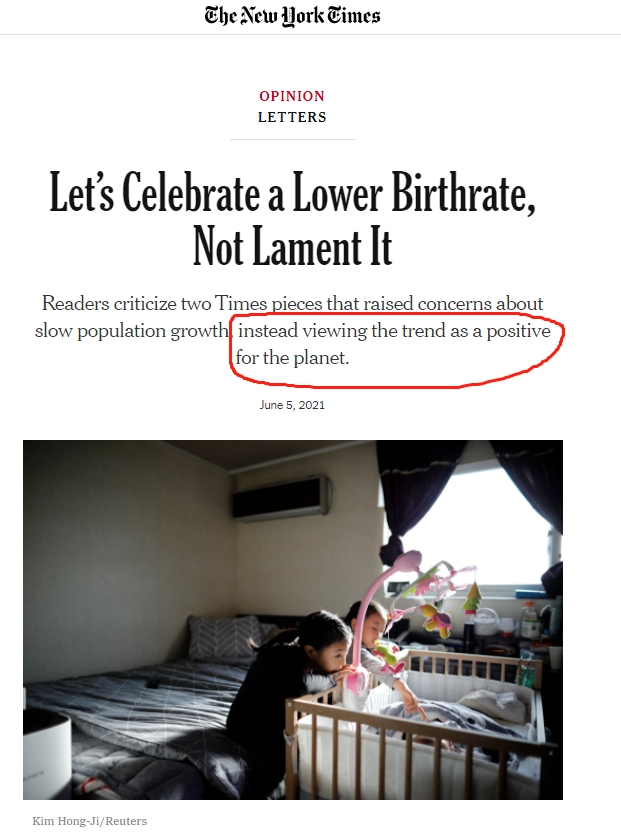 The New York Times
OPINION
LETTERS
Let's Celebrate a Lower Birthrate,
Not Lament It
Readers criticize two Times pieces that raised concerns about
slow population growth, instead viewing the trend as a positive
for the planet.
June 5, 2021
Kim Hong-Ji/Reuters